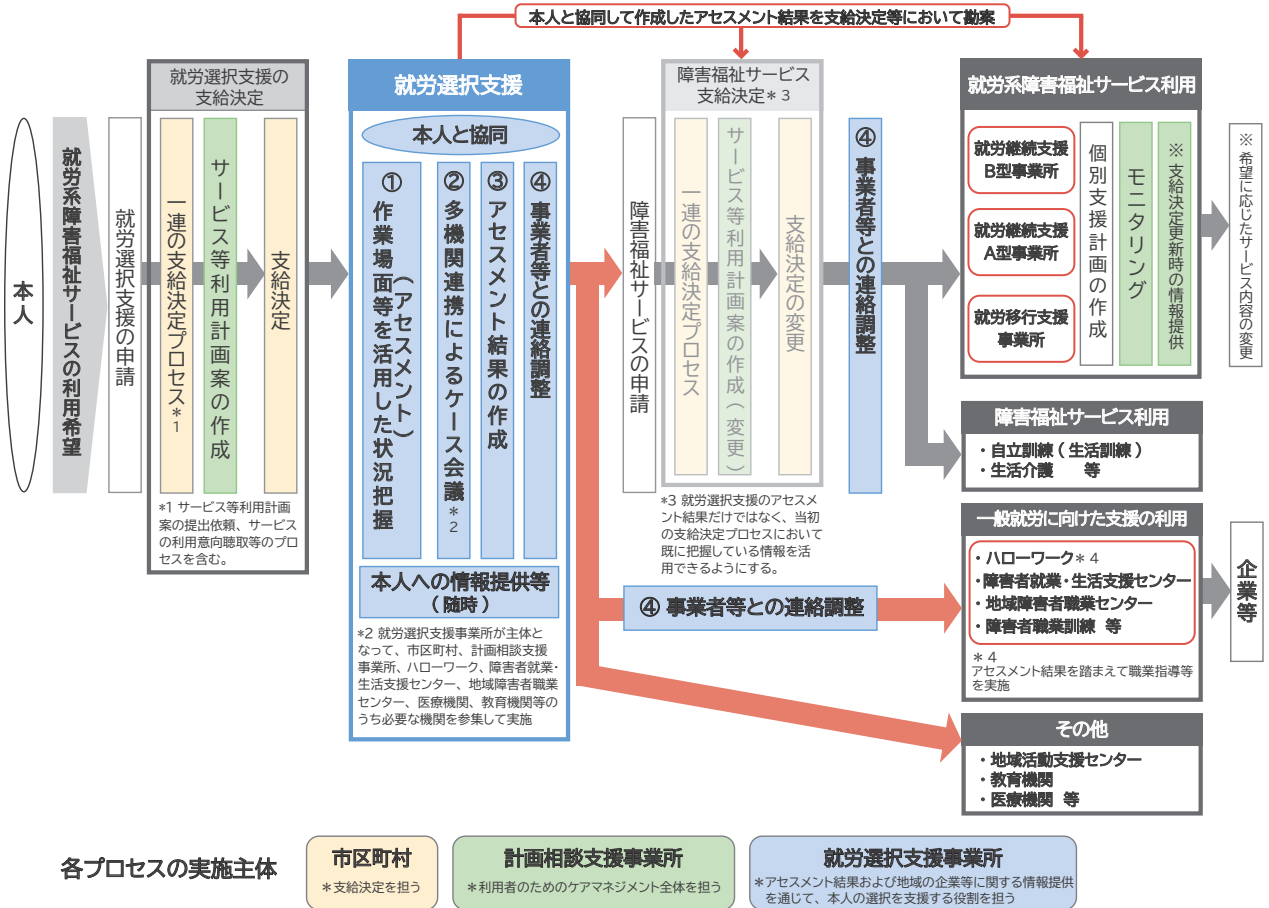 本人と協同して作成したアセスメント結果を支給決定等において勘案
本人
就労系障害福祉サービスの利用希望
就労選択支援の申請
就労選択支援の
支給決定
一連の支給決定プロセス*1
サービス等利用計画案の作成
支給決定
*1 サービス等利用計画
案の提出依頼、サービス
の利用意向聴取等のプロ
セスを含む。
就労選択支援
本人と協同
① 作業場面等を活用した状況把握
（アセスメント）
② 多機関連携によるケース会議*2
③ アセスメント結果の作成
④ 事業者等との連絡調整
本人への情報提供等
（随時）
*2 就労選択支援事業所が主体と
なって、市区町村、計画相談支援
事業所、ハローワーク、障害者就業・
生活支援センター、地域障害者職業
センター、医療機関、教育機関等の
うち必要な機関を参集して実施
障害福祉サービスの申請
障害福祉サービス
支給決定*3
一連の支給決定プロセス
サービス等利用計画案の作成（変更）
支給決定の変更
*3 就労選択支援のアセスメ
ント結果だけではなく、当初
の支給決定プロセスにおいて
既に把握している情報を活
用できるようにする。
④ 事業者等との連絡調整
④ 事業者等との連絡調整
就労系障害福祉サービス利用
就労継続支援
B型事業所
就労継続支援
A型事業所
就労移行支援
事業所
個別支援計画の作成
モニタリング
※支給決定更新時の情報提供
※希望に応じたサービス内容の変更
障害福祉サービス利用
・自立訓練（生活訓練）
・生活介護　等
一般就労に向けた支援の利用
・ハローワーク*4
・障害者就業・生活支援センター
・地域障害者職業センター
・障害者職業訓練 等
*4
アセスメント結果を踏まえて職業指導等
を実施
企業等
その他
・地域活動支援センター
・教育機関
・医療機関 等
各プロセスの実施主体
市区町村
*支給決定を担う
計画相談支援事業所
*利用者のためのケアマネジメント全体を担う
就労選択支援事業所
*アセスメント結果および地域の企業等に関する情報提供
を通じて、本人の選択を支援する役割を担う